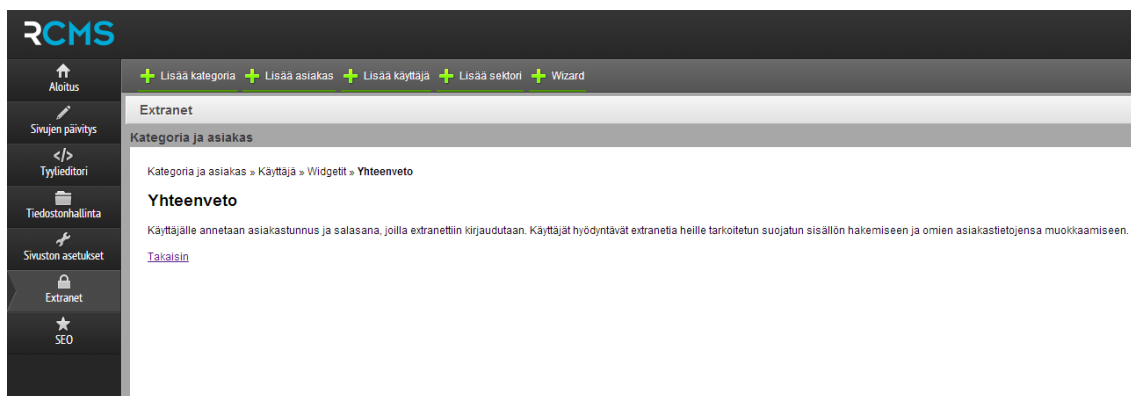 RCMS
Aloitus
Sivujen päivitys
</>
Tyylieditori
Tiedostonhallinta
Sivuston asetukset
Extranet
SEO
Lisää kategoria Lisää asiakas Lisää käyttäjä Lisää sektori Wizard
Extranet
Kategoria ja asiakas
Kategoria ja asiakas » Käyttäjä » Widgetit » Yhteenveto
Yhteenveto
Käyttäjälle annetaan asiakastunnus ja salasana, joilla extranettiin kirjaudutaan. Käyttäjät hyödyntävät extranetia heille tarkoitetun suojatun sisällön hakemiseen ja omien asiakastietojensa muokkaamiseen.
Takaisin